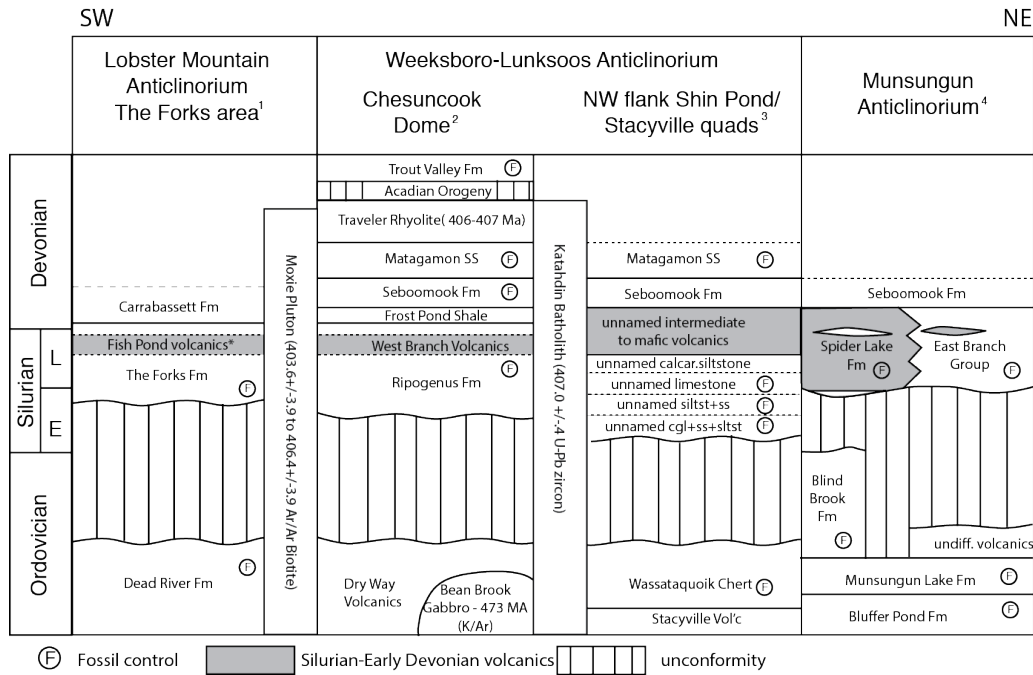 SW
NE
Lobster Mountain
Anticlinorium
The Forks area1
Weeksboro-Lunksoos Anticlinorium
Chesuncook
Dome2
NW flank Shin Pond/
Stacyville quads3
Munsungun
Anticlinorium4
Devonian
Silurian
L
E
Ordovician
Carrabassett Fm
Fish Pond volcanics*
The Forks Fm
F
Dead River Fm
F
Moxie Pluton (403.6+/-3.9 to 406.4+/-3.9 Ar/Ar Biotite)
Trout Valley Fm F
Acadian Orogeny
Traveler Rhyolite( 406-407 Ma)
Matagamon SS F
Seboomook Fm F
Frost Pond Shale
West Branch Volcanics
Ripogenus Fm F
Dry Way
Volcanics
Bean Brook
Gabbro - 473 MA
(K/Ar)
Katahdin Batholith (407.0 +/-.4 U-Pb zircon)
Matagamon SS F
Seboomook Fm
unnamed intermediate
to mafic volcanics
unnamed calcar.siltstone
unnamed limestone F
unnamed siltst+ss F
unnamed cgl+ss+sltst F
Wassataquoik Chert F
Stacyville Vol'c
Seboomook Fm
Spider Lake
Fm F
East Branch
Group F
Blind
Brook
Fm
F
undiff. volcanics
Munsungun Lake Fm F
Bluffer Pond Fm F
F Fossil control
Silurian-Early Devonian volcanics
unconformity